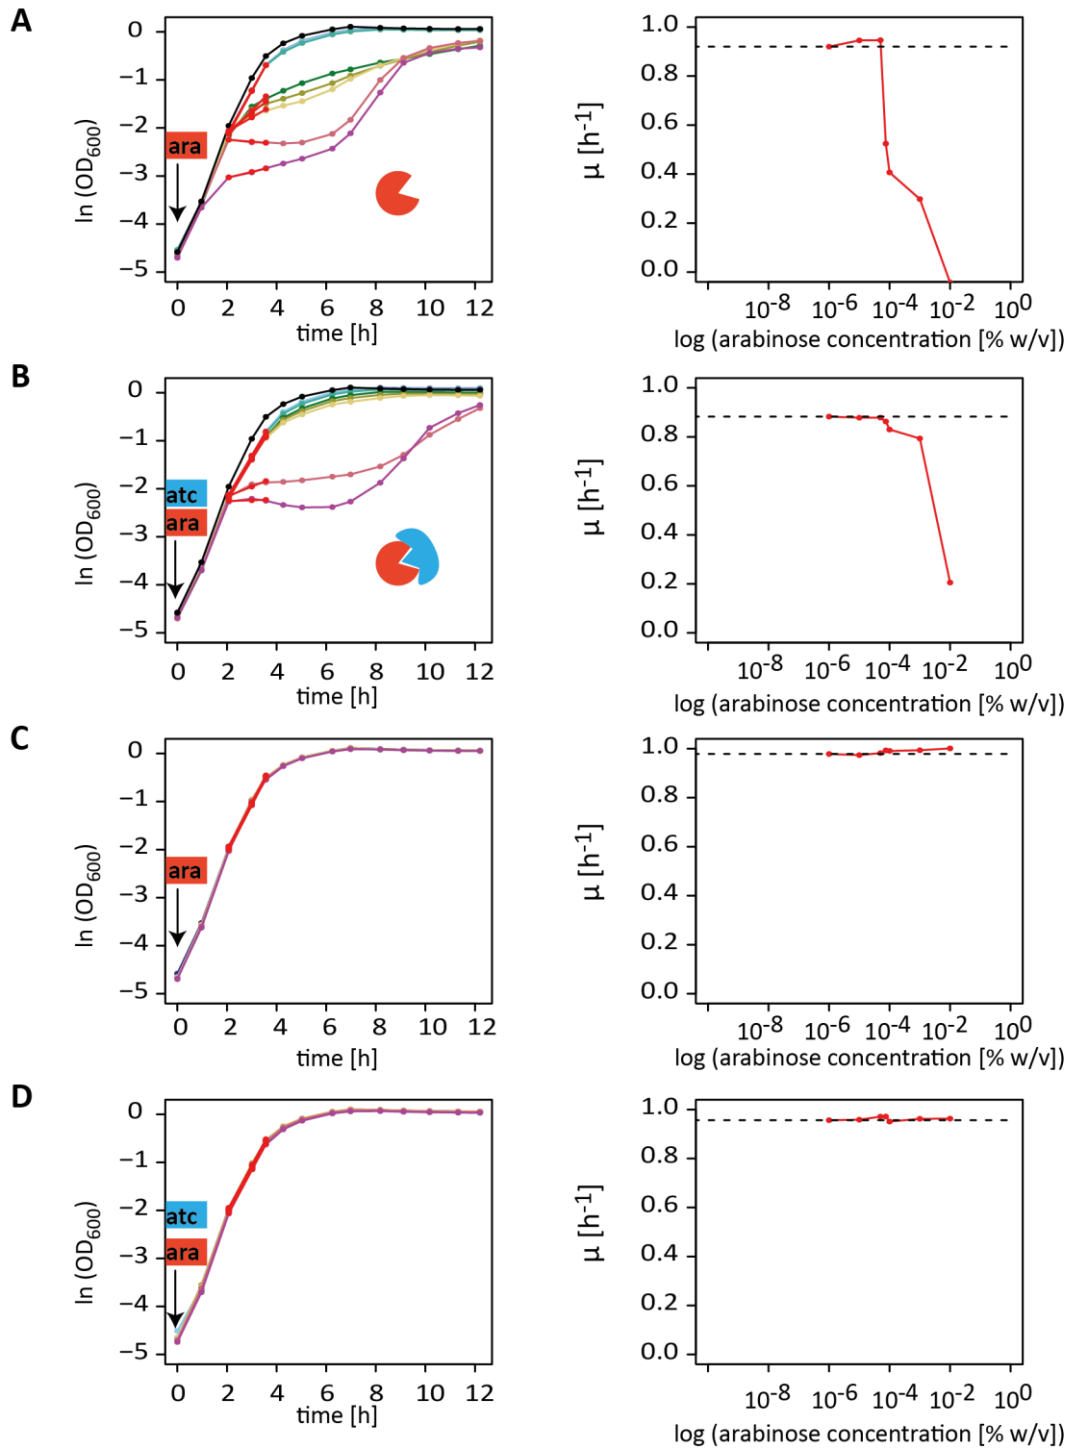 A
0
−1
−2
−3
−4
−5
ln (OD600)
ara
0 2 4 6 8 10 12
time [h]
1.0
0.8
0.6
0.4
0.2
0.0
μ [h-1]
10-8 10-6 10-4 10-2 100
log (arabinose concentration [% w/v])
B
0
−1
−2
−3
−4
−5
ln (OD600)
atc
ara
0 2 4 6 8 10 12
time [h]
1.0
0.8
0.6
0.4
0.2
0.0
μ [h-1]
10-8 10-6 10-4 10-2 100
log (arabinose concentration [% w/v])
C
0
−1
−2
−3
−4
−5
ln (OD600)
ara
0 2 4 6 8 10 12
time [h]
1.0
0.8
0.6
0.4
0.2
0.0
μ [h-1]
10-8 10-6 10-4 10-2 100
log (arabinose concentration [% w/v])
D
0
−1
−2
−3
−4
−5
ln (OD600)
atc
ara
0 2 4 6 8 10 12
time [h]
1.0
0.8
0.6
0.4
0.2
0.0
μ [h-1]
10-8 10-6 10-4 10-2 100
log (arabinose concentration [% w/v])